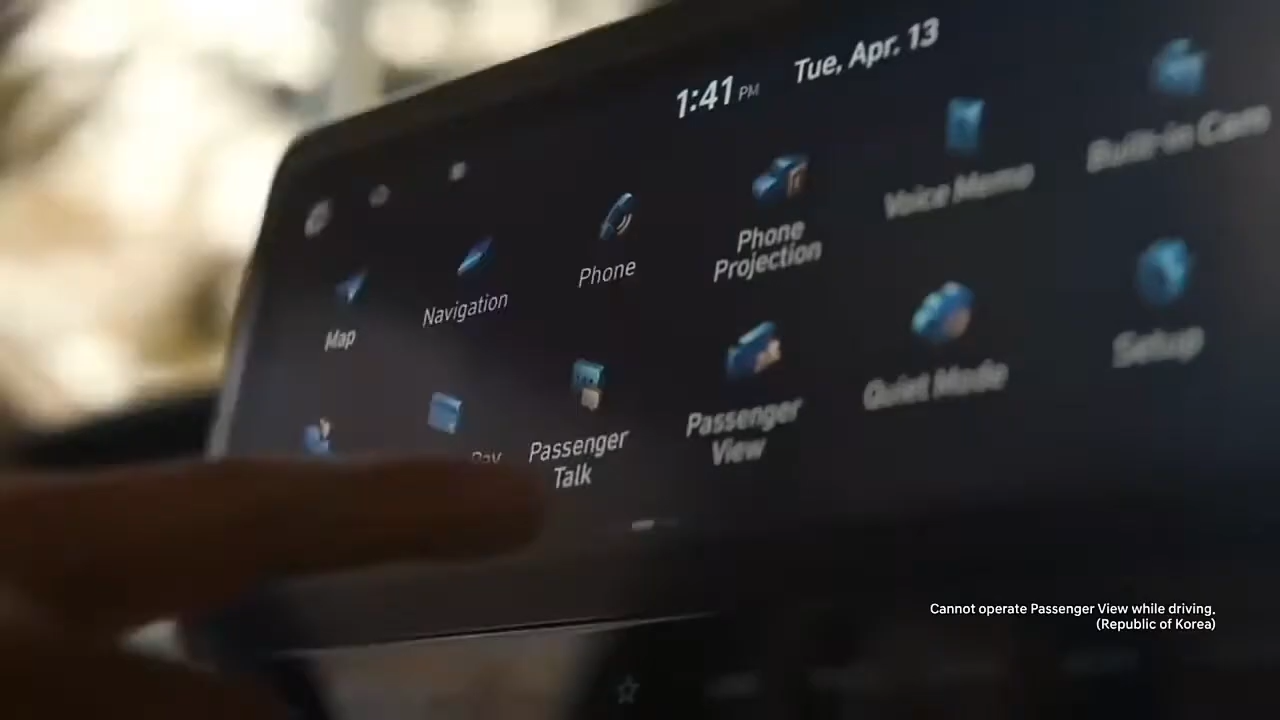 1:41 PM Tue, Apr. 13
Map
Navigation
Phone
Phone
Projection
Voice Memo
Built-in Cam
Pay
Passenger
Talk
Passenger
View
Quiet Mode
Setup
Cannot operate Passenger View while driving.
(Republic of Korea)